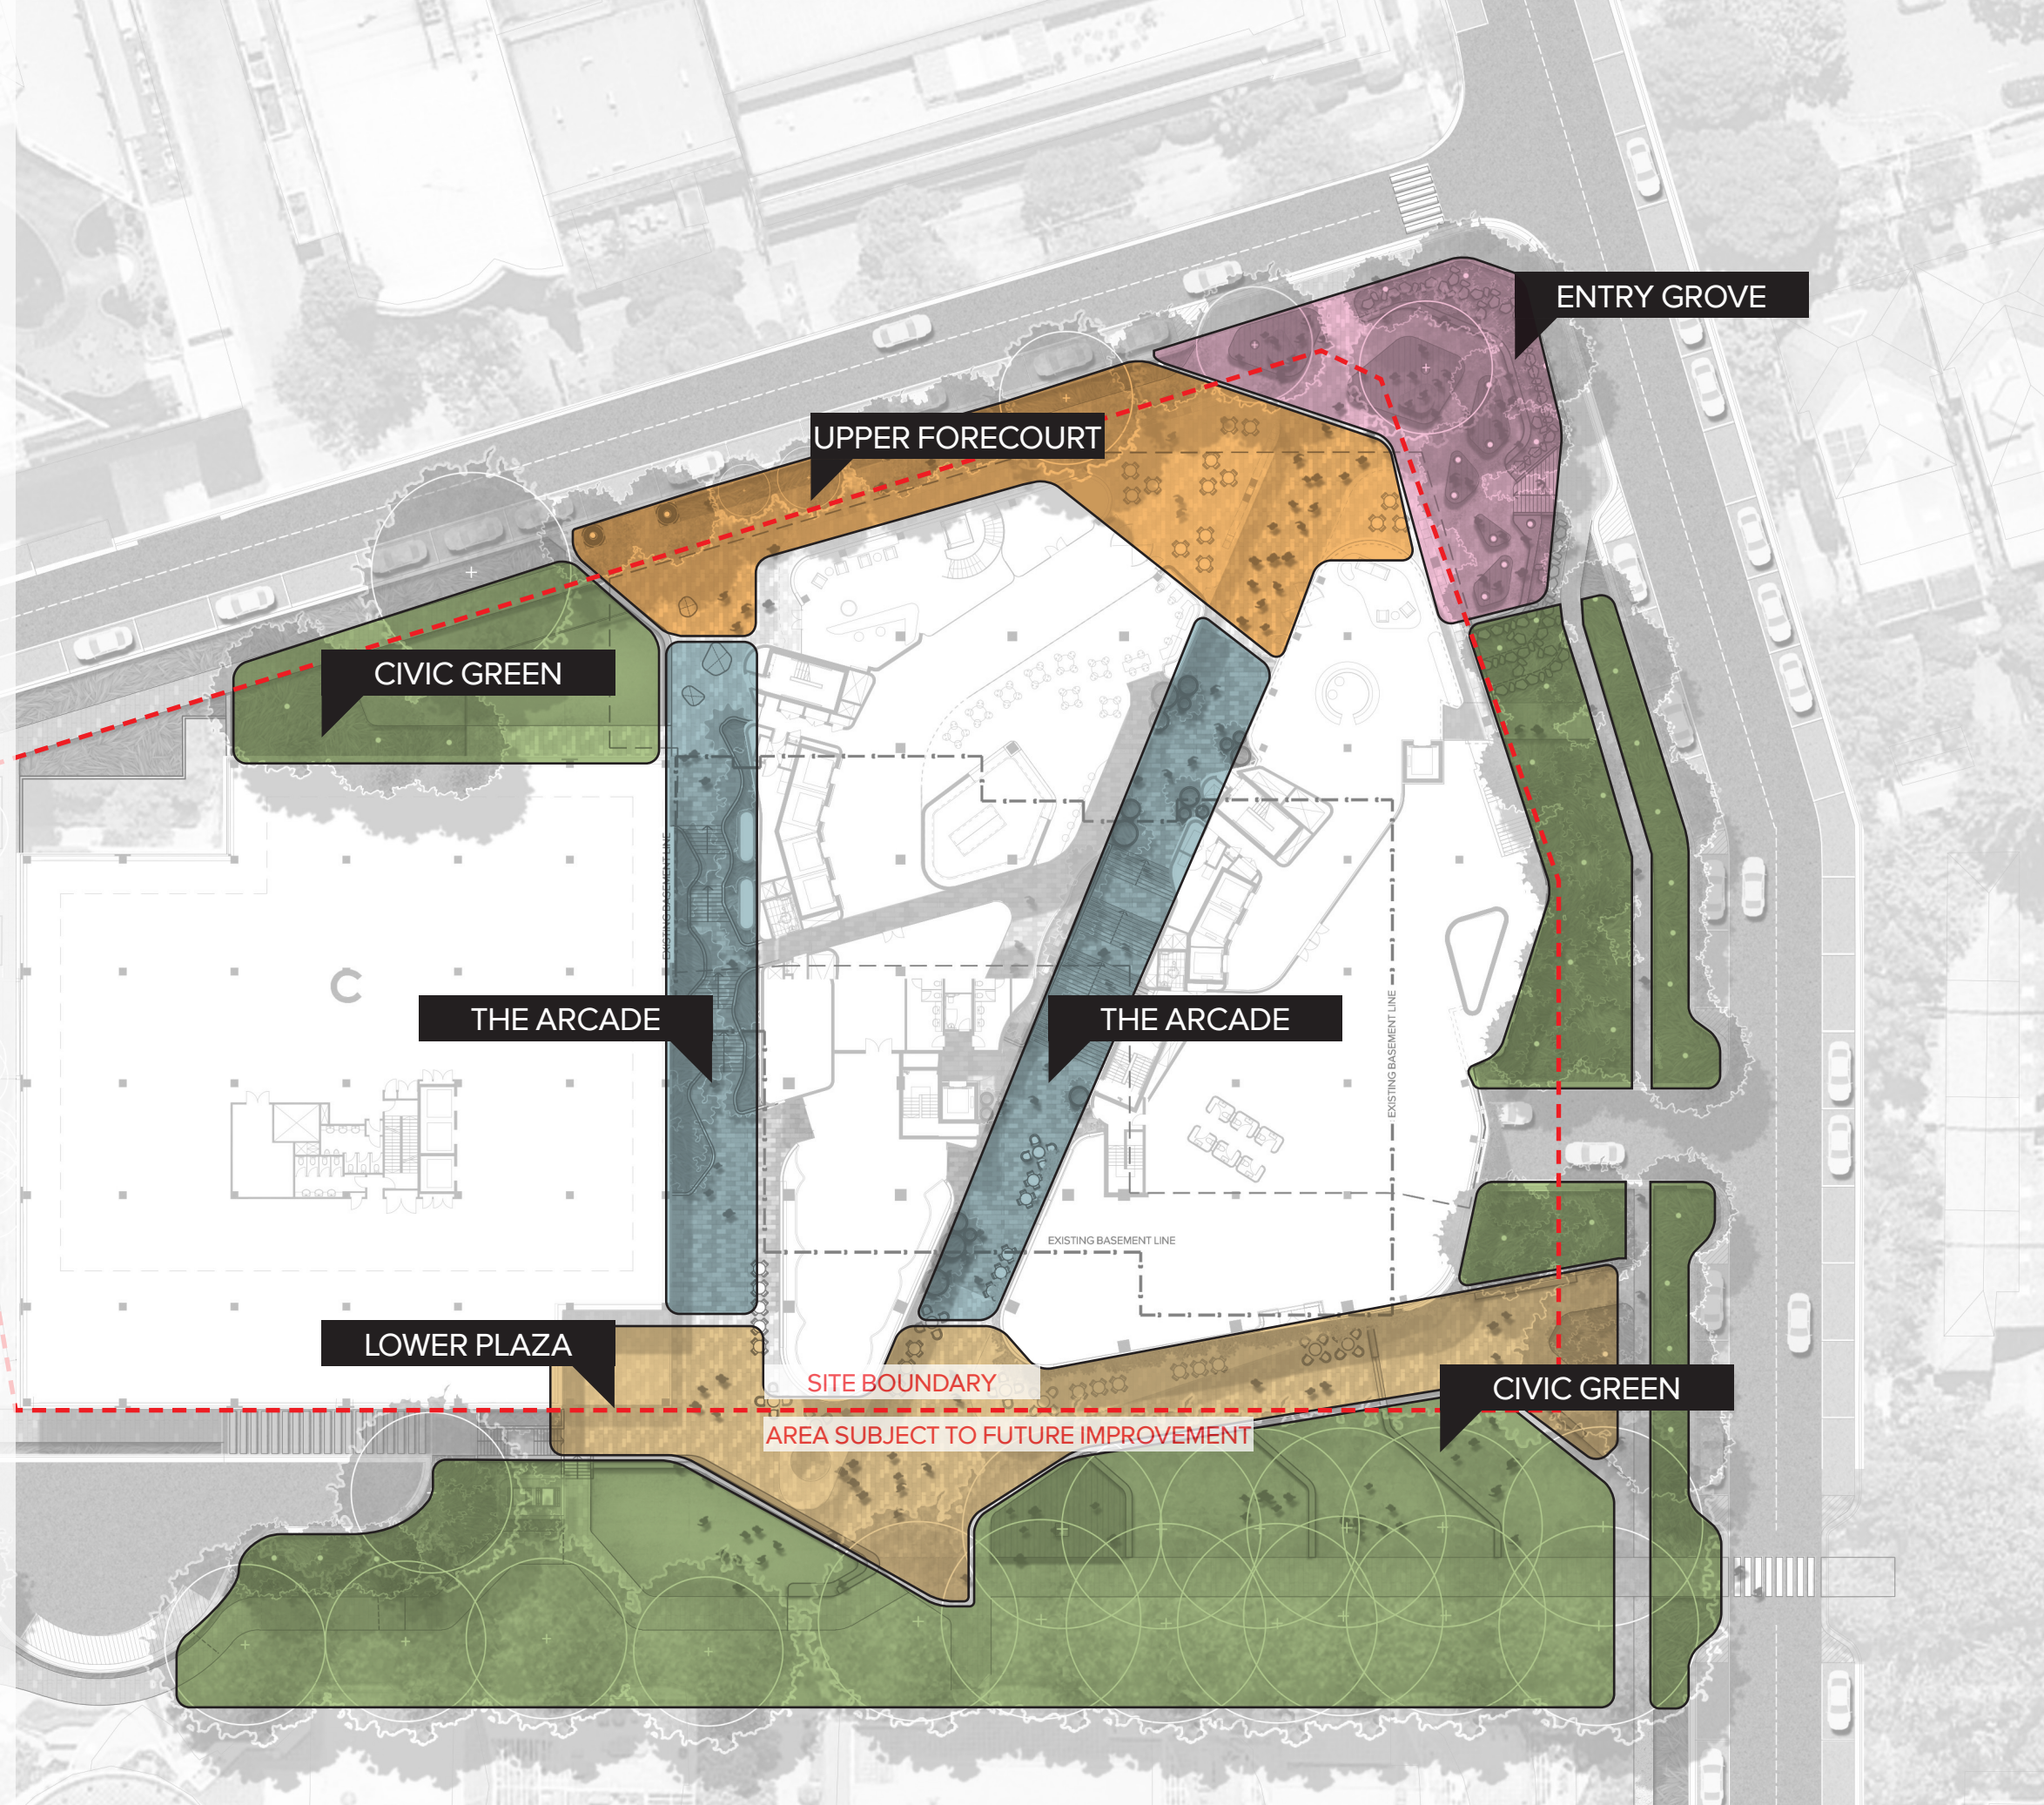 ENTRY GROVE
UPPER FORECOURT
CIVIC GREEN
EXISTING BASEMENT LINE
C
THE ARCADE
THE ARCADE
EXISTING BASEMENT LINE
EXISTING BASEMENT LINE
LOWER PLAZA
SITE BOUNDARY
CIVIC GREEN
AREA SUBJECT TO FUTURE IMPROVEMENT